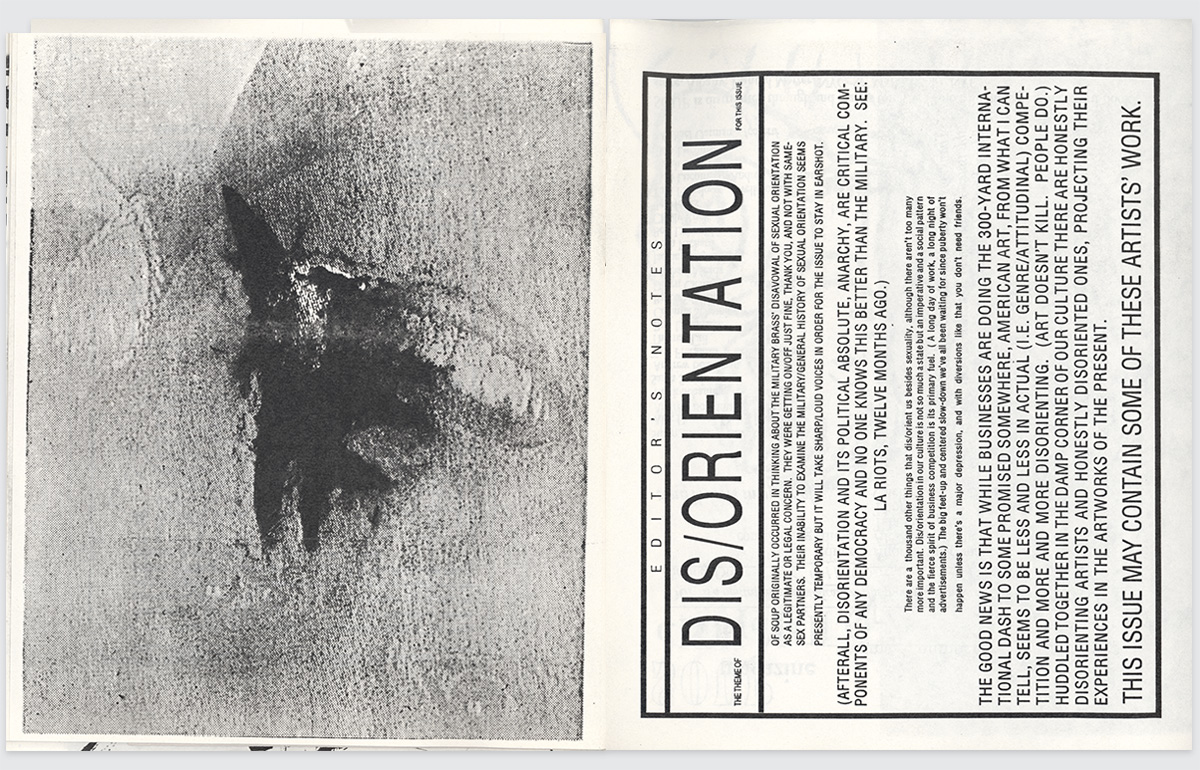 EDITOR'S NOTES
THE THEME OF DIS/ORIENTATION FOR THIS ISSUE
OF SOUP ORIGINALLY OCCURRED IN THINKING ABOUT THE MILITARY BRASS' DISAVOWAL OF SEXUAL ORIENTATION
AS A LEGITIMATE OR LEGAL CONCERN. THEY WERE GETTING ON/OFF JUST FINE, THANK YOU, AND NOT WITH SAME-
SEX PARTNERS. THEIR INABILITY TO EXAMINE THE MILITARY/GENERAL HISTORY OF SEXUAL ORIENTATION SEEMS
PRESENTLY TEMPORARY BUT IT WILL TAKE SHARP/LOUD VOICES IN ORDER FOR THE ISSUE TO STAY IN EARSHOT.
(AFTERALL, DISORIENTATION AND ITS POLITICAL ABSOLUTE, ANARCHY, ARE CRITICAL COM-
PONENTS OF ANY DEMOCRACY AND NO ONE KNOWS THIS BETTER THAN THE MILITARY. SEE:
LA RIOTS, TWELVE MONTHS AGO.)
There are a thousand other things that dis/orient us besides sexuality, although there aren't too many
more important. Dis/orientation in our culture is not so much a state but an imperative and a social pattern
and the fierce spirit of business competition is its primary fuel. ( A long day of work, a long night of
advertisements.) The big feet-up and centered slow-down we've all been waiting for since puberty won't
happen unless there's a major depression, and with diversions like that you don't need friends.
THE GOOD NEWS IS THAT WHILE BUSINESSES ARE DOING THE 300-YARD INTERNA-
TIONAL DASH TO SOME PROMISED SOMEWHERE, AMERICAN ART, FROM WHAT I CAN
TELL, SEEMS TO BE LESS AND LESS IN ACTUAL (I.E. GENRE/ATTITUDINAL) COMPE-
TITION AND MORE AND MORE DISORIENTING. (ART DOESN'T KILL. PEOPLE DO.)
HUDDLED TOGETHER IN THE DAMP CORNER OF OUR CULTURE THERE ARE HONESTLY
DISORIENTING ARTISTS AND HONESTLY DISORIENTED ONES, PROJECTING THEIR
EXPERIENCES IN THE ARTWORKS OF THE PRESENT.
THIS ISSUE MAY CONTAIN SOME OF THESE ARTISTS' WORK.